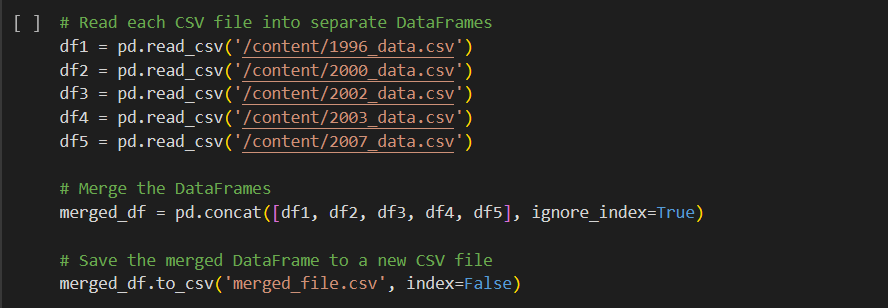 [ ] # Read each CSV file into separate DataFrames
df1 = pd.read_csv('/content/1996_data.csv')
df2 = pd.read_csv('/content/2000_data.csv')
df3 = pd.read_csv('/content/2002_data.csv')
df4 = pd.read_csv('/content/2003_data.csv')
df5 = pd.read_csv('/content/2007_data.csv')
# Merge the DataFrames
merged_df = pd.concat([df1, df2, df3, df4, df5], ignore_index=True)
# Save the merged DataFrame to a new CSV file
merged_df.to_csv('merged_file.csv', index=False)